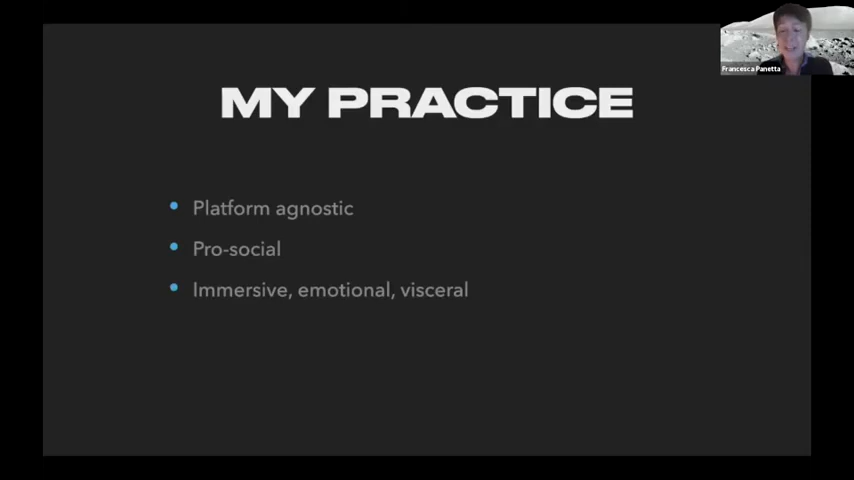 MY PRACTICE
Platform agnostic
Pro-social
Immersive, emotional, visceral
Francesca Panetta